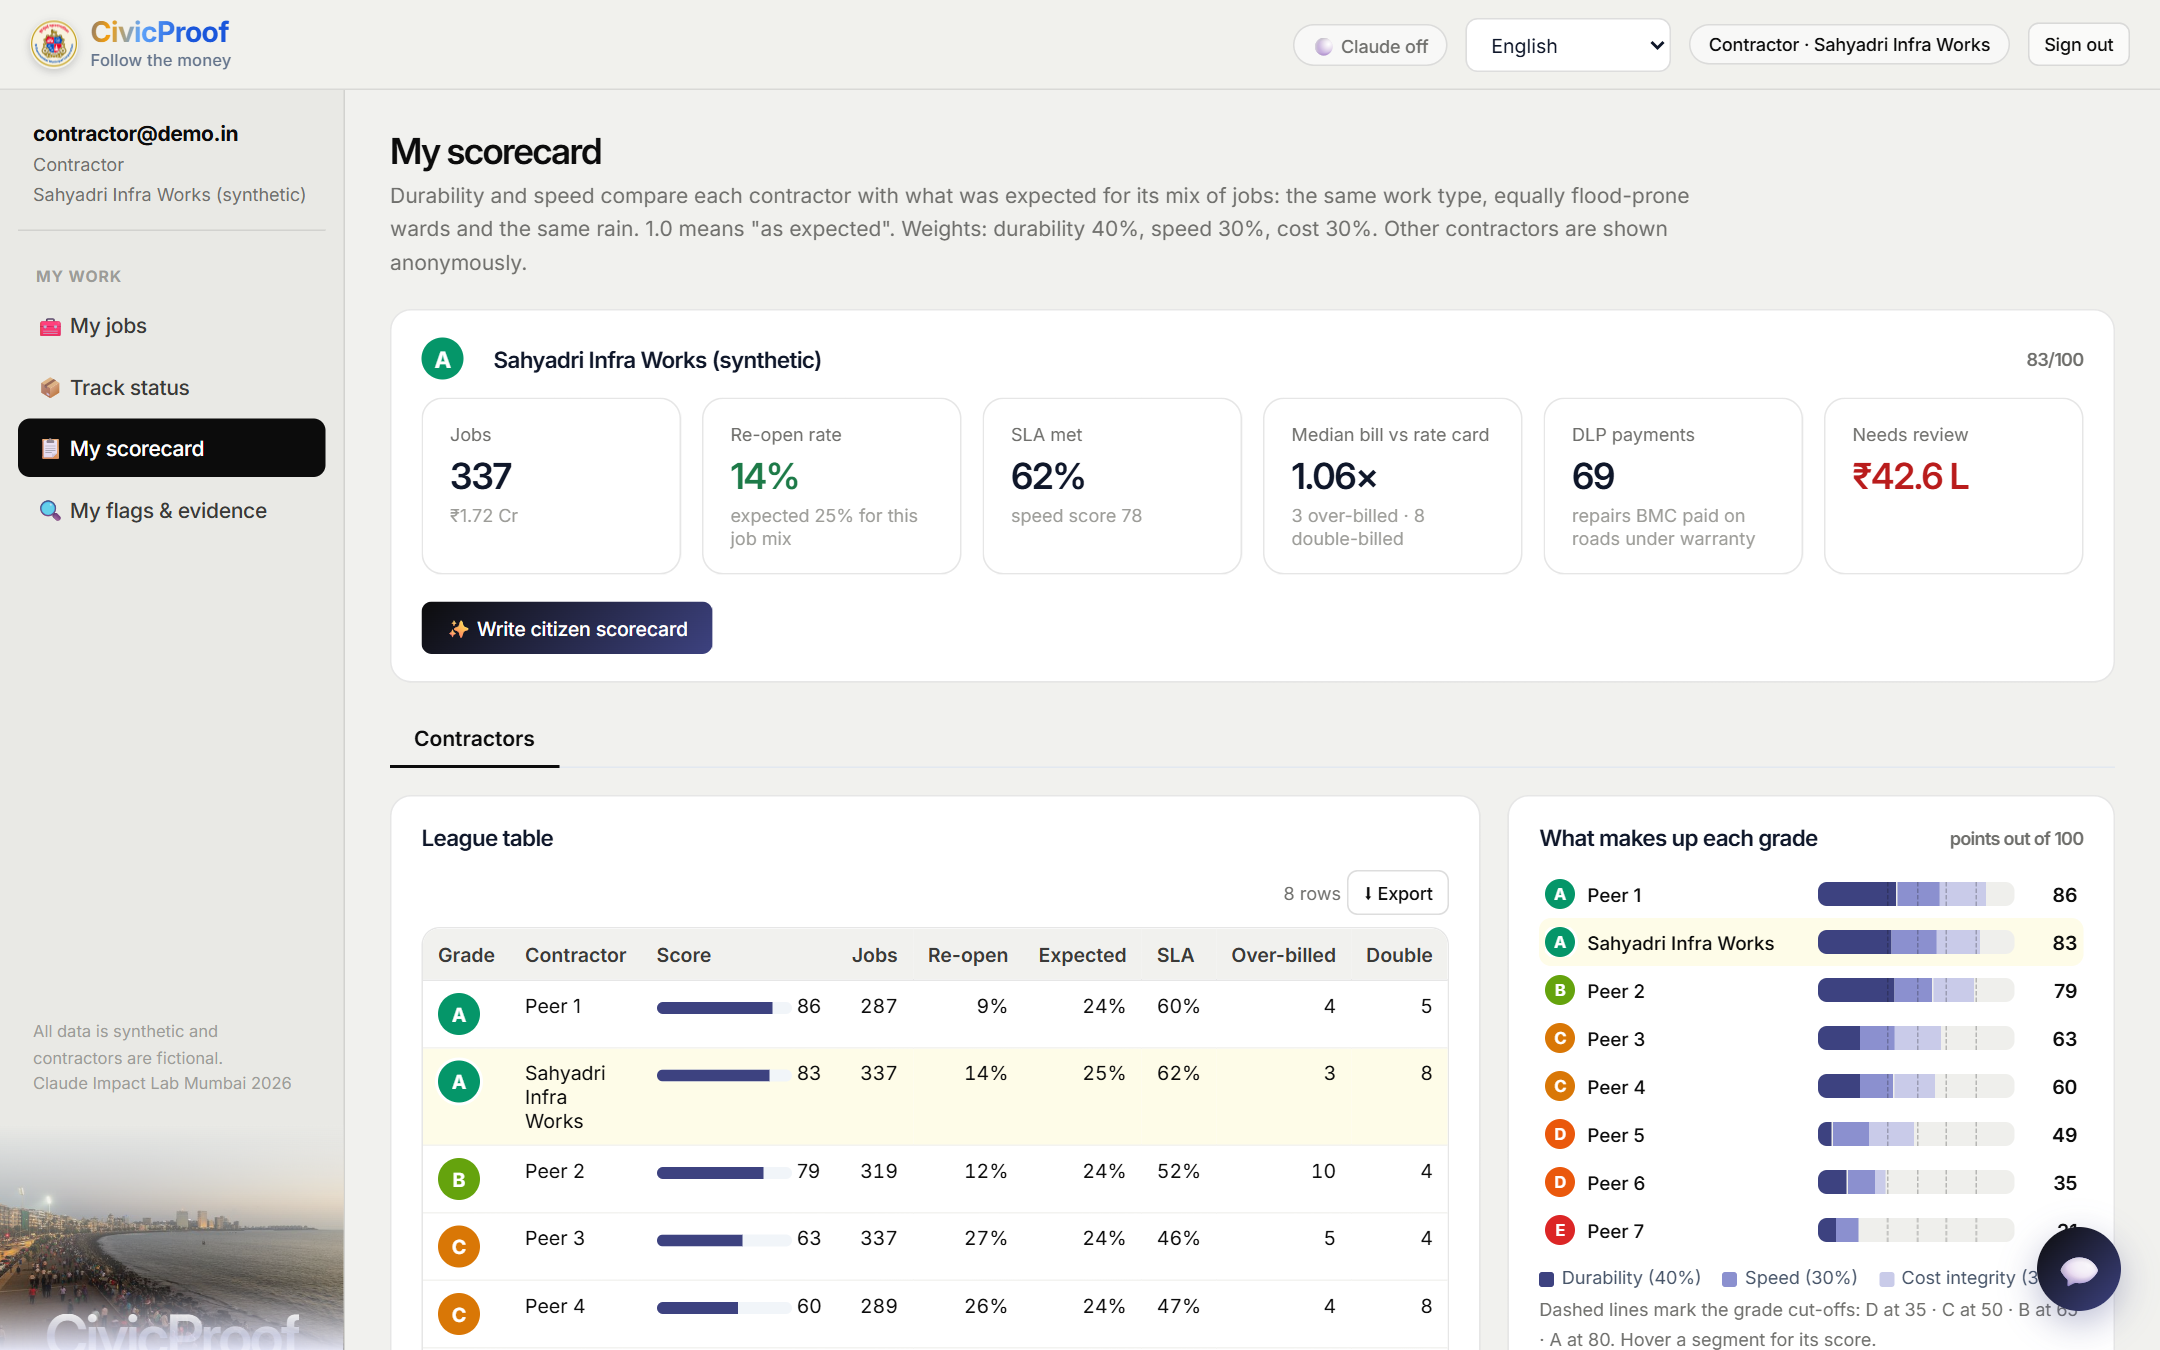 CivicProof
Follow the money
Claude off
English
Contractor · Sahyadri Infra Works
Sign out
contractor@demo.in
Contractor
Sahyadri Infra Works (synthetic)
MY WORK
My jobs
Track status
My scorecard
My flags & evidence
All data is synthetic and
contractors are fictional.
Claude Impact Lab Mumbai 2026
CivicProof
My scorecard
Durability and speed compare each contractor with what was expected for its mix of jobs: the same work type, equally flood-prone
wards and the same rain. 1.0 means "as expected". Weights: durability 40%, speed 30%, cost 30%. Other contractors are shown
anonymously.
A Sahyadri Infra Works (synthetic) 83/100
Jobs
337
₹1.72 Cr
Re-open rate
14%
expected 25% for this
job mix
SLA met
62%
speed score 78
Median bill vs rate card
1.06×
3 over-billed · 8
double-billed
DLP payments
69
repairs BMC paid on
roads under warranty
Needs review
₹42.6 L
✨ Write citizen scorecard
Contractors
League table
8 rows
⬇ Export
Grade Contractor Score Jobs Re-open Expected SLA Over-billed Double
A Peer 1 86 287 9% 24% 60% 4 5
A Sahyadri Infra Works 83 337 14% 25% 62% 3 8
B Peer 2 79 319 12% 24% 52% 10 4
C Peer 3 63 337 27% 24% 46% 5 4
C Peer 4 60 289 26% 24% 47% 4 8
What makes up each grade
points out of 100
A Peer 1 86
A Sahyadri Infra Works 83
B Peer 2 79
C Peer 3 63
C Peer 4 60
D Peer 5 49
D Peer 6 35
E Peer 7
Durability (40%) Speed (30%) Cost integrity
Dashed lines mark the grade cut-offs: D at 35 · C at 50 · B at
· A at 80. Hover a segment for its score.